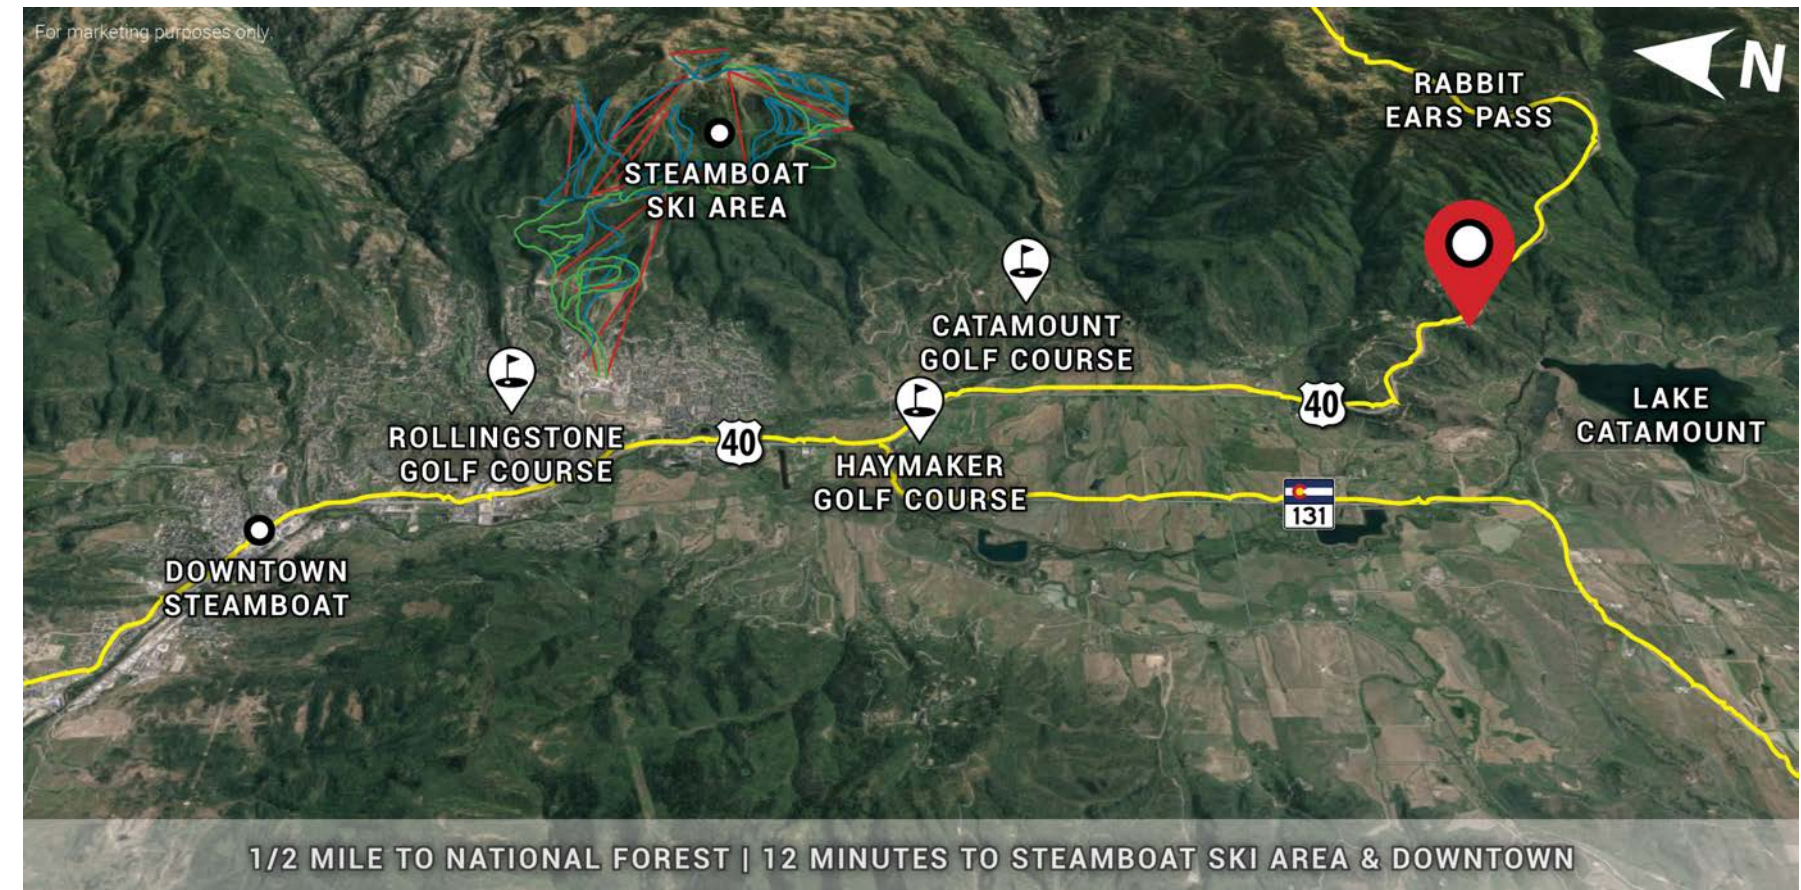 For marketing purposes only.
N
RABBIT
EARS PASS
STEAMBOAT
SKI AREA
CATAMOUNT
GOLF COURSE
40
LAKE
CATAMOUNT
ROLLINGSTONE
GOLF COURSE
40
HAYMAKER
GOLF COURSE
131
DOWNTOWN
STEAMBOAT
1/2 MILE TO NATIONAL FOREST | 12 MINUTES TO STEAMBOAT SKI AREA & DOWNTOWN